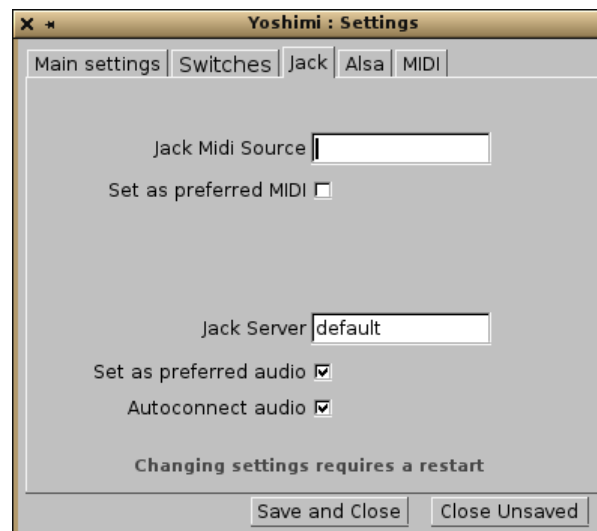 Yoshimi : Settings
Main settings Switches Jack Alsa MIDI
Jack Midi Source
Set as preferred MIDI
Jack Server default
Set as preferred audio
Autoconnect audio
Changing settings requires a restart
Save and Close Close Unsaved